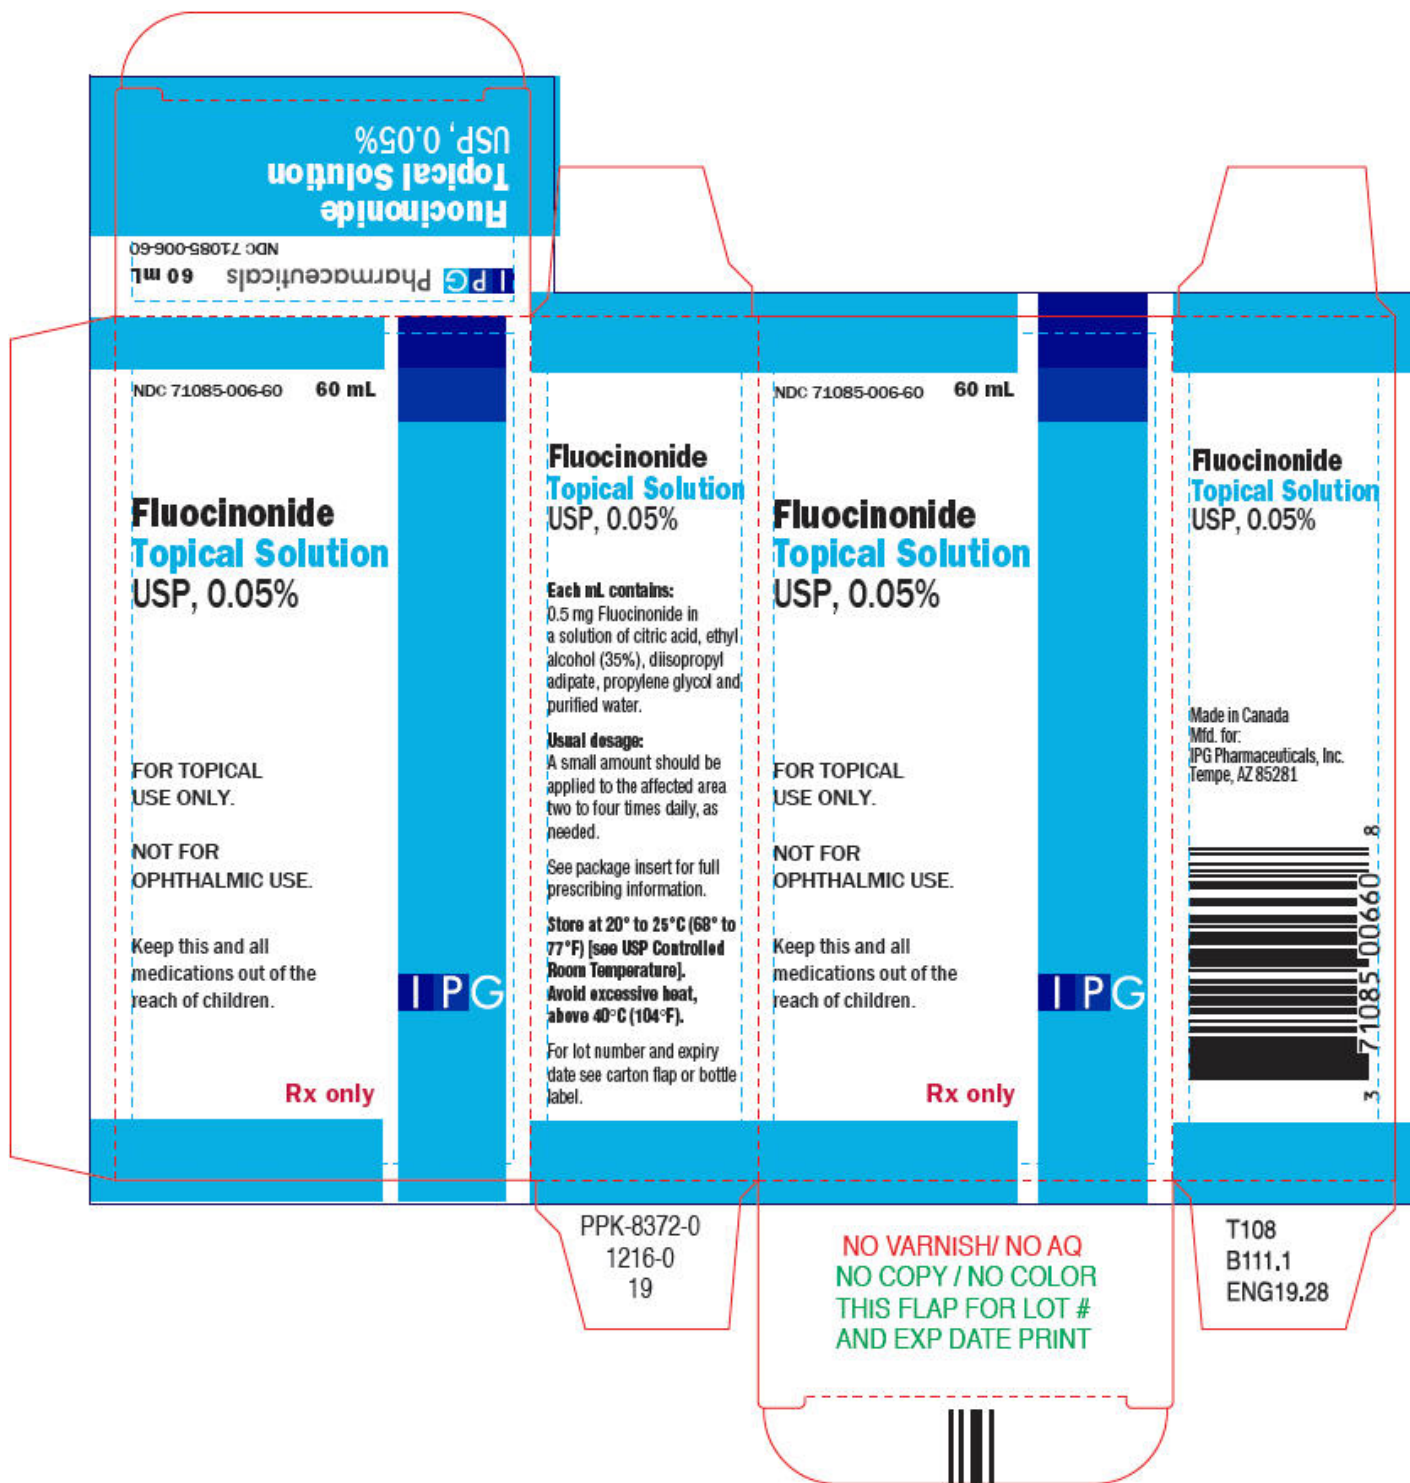 USP, 0.05%
Topical Solution
Fluocinonide
NDC 71085-006-60
IPG Pharmaceuticals 60 mL
NDC 71085-006-60 60 mL
Fluocinonide
Topical Solution
USP, 0.05%
FOR TOPICAL
USE ONLY.
NOT FOR
OPHTHALMIC USE.
Keep this and all
medications out of the
reach of children.
Rx only
IPG
Fluocinonide
Topical Solution
USP, 0.05%
Each mL contains:
0.5 mg Fluocinonide in
a solution of citric acid, ethyl
alcohol (35%), diisopropyl
adipate, propylene glycol and
purified water.
Usual dosage:
A small amount should be
applied to the affected area
two to four times daily, as
needed.
See package insert for full
prescribing information.
Store at 20° to 25°C (68° to
77°F) [see USP Controlled
Room Temperature].
Avoid excessive heat,
above 40°C (104°F).
For lot number and expiry
date see carton flap or bottle
label.
NDC 71085-006-60 60 mL
Fluocinonide
Topical Solution
USP, 0.05%
FOR TOPICAL
USE ONLY.
NOT FOR
OPHTHALMIC USE.
Keep this and all
medications out of the
reach of children.
Rx only
IPG
Fluocinonide
Topical Solution
USP, 0.05%
Made in Canada
Mfd. for:
IPG Pharmaceuticals, Inc.
Tempe, AZ 85281
3 71085 00660 8
PPK-8372-0
1216-0
19
NO VARNISH/ NO AQ
NO COPY / NO COLOR
THIS FLAP FOR LOT #
AND EXP DATE PRINT
T108
B111.1
ENG19.28